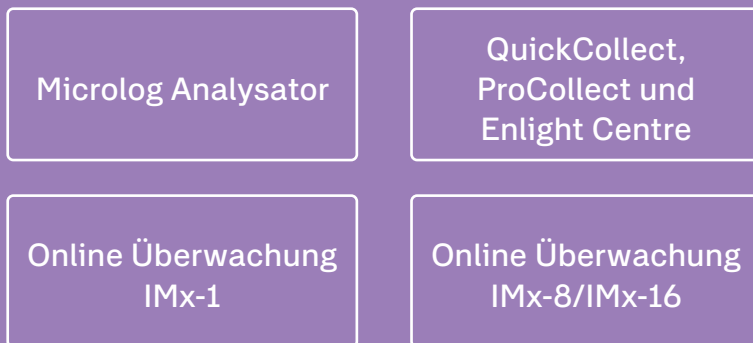 Microlog Analysator
QuickCollect,
ProCollect und
Enlight Centre
Online Überwachung
IMx-1
Online Überwachung
IMx-8/IMx-16